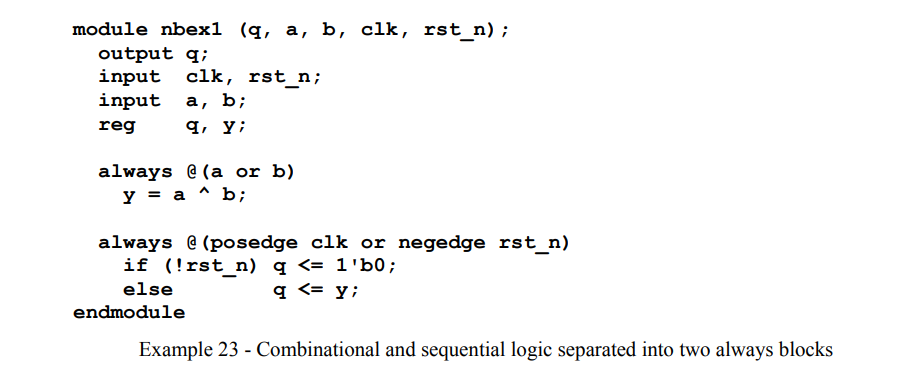 module nbex1 (q, a, b, clk, rst_n);
  output q;
  input  clk, rst_n;
  input  a, b;
  reg    q, y;

  always @(a or b)
    y = a ^ b;

  always @(posedge clk or negedge rst_n)
    if (!rst_n) q <= 1'b0;
    else        q <= y;
endmodule
Example 23 - Combinational and sequential logic separated into two always blocks